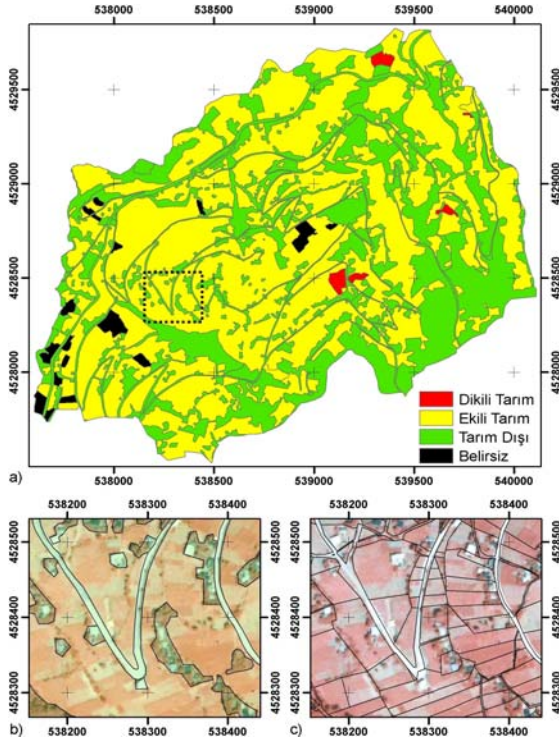 538000 538500 539000 539500 540000
4529500 4529500
4529000 4529000
4528500 4528500
4528000 4528000
Dikili Tarım
Ekili Tarım
Tarım Dışı
Belirsiz
538000 538500 539000 539500 540000
a)
538200 538300 538400
538200 538300 538400
4528500 4528500
4528400 4528400
4528300 4528300
b) 538200 538300 538400
c) 538200 538300 538400